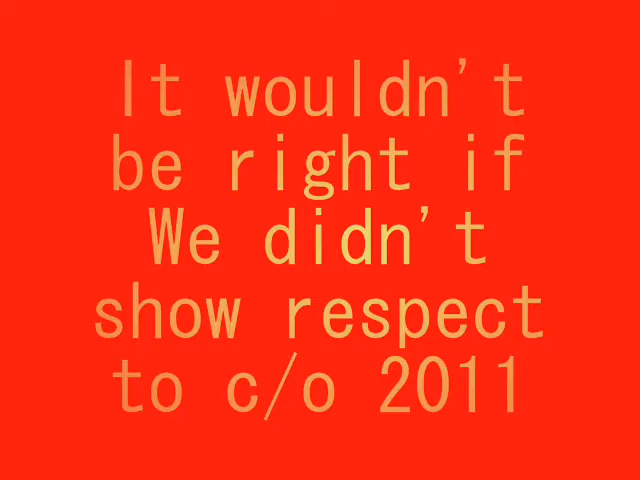 It wouldn't
be right if
We didn't
show respect
to c/o 2011